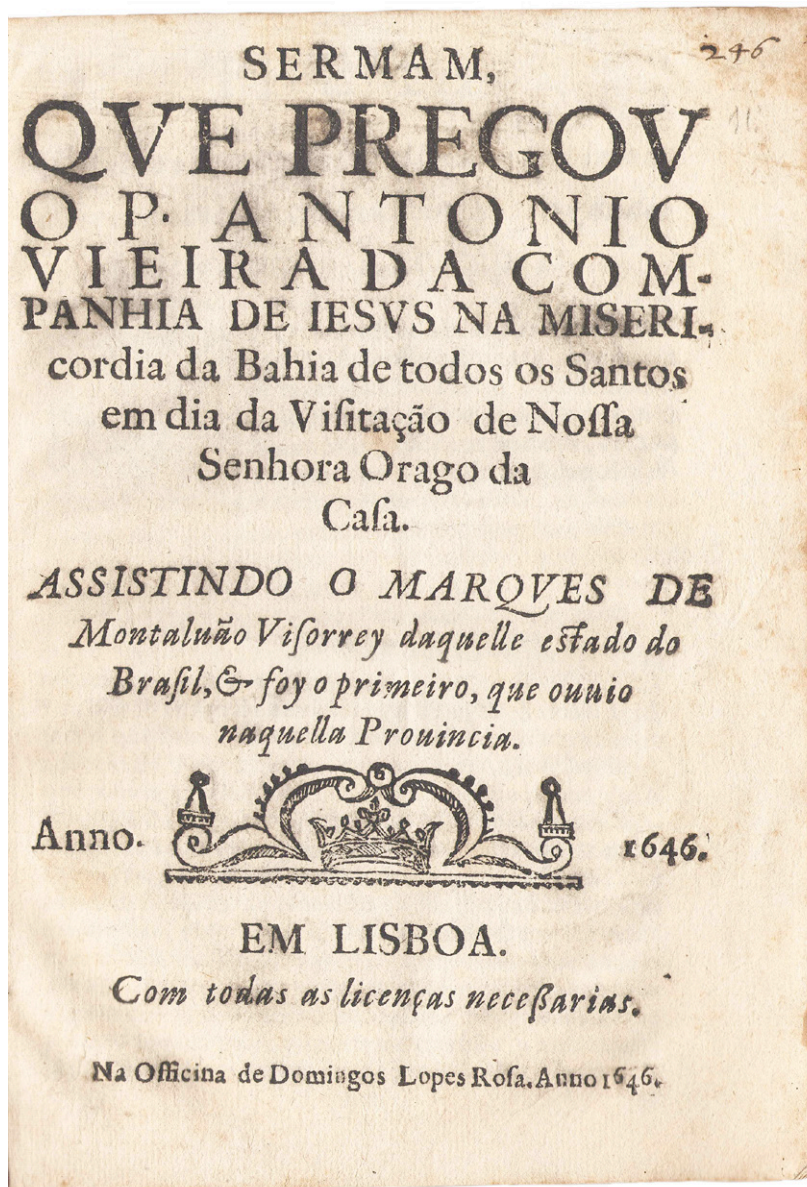 246
SERMAM,
QVE PREGOV
O P. ANTONIO
VIEIRA DA COM-
PANHIA DE IESVS NA MISERI-
cordia da Bahia de todos os Santos
em dia da Viſitação de Noſſa
Senhora Orago da
Caſa.
ASSISTINDO O MARQVES DE
Montaluão Viſorrey daquelle eſtado do
Braſil, & foy o primeiro, que ouuio
naquella Prouincia.
Anno. 1646.
EM LISBOA.
Com todas as licenças neceßarias.
Na Officina de Domingos Lopes Roſa. Anno 1646.